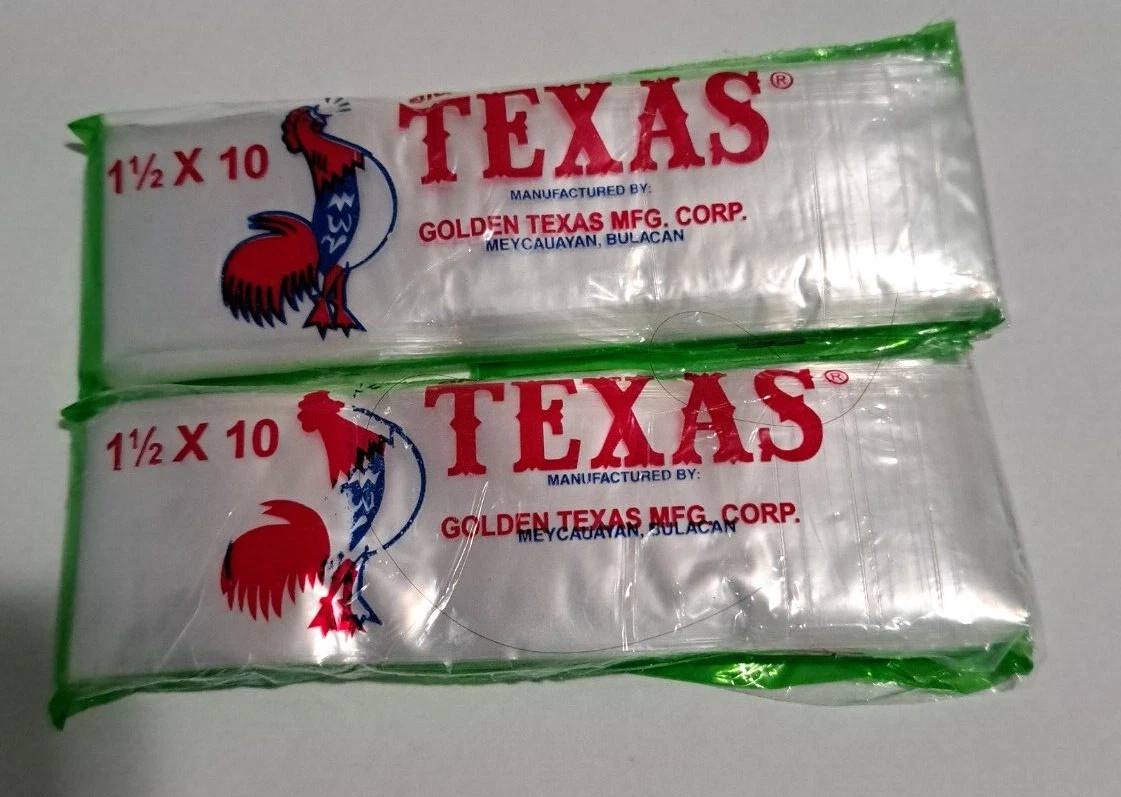 TEXAS®
1½ X 10
MANUFACTURED BY:
GOLDEN TEXAS MFG. CORP.
MEYCAUAYAN, BULACAN
TEXAS®
1½ X 10
MANUFACTURED BY:
GOLDEN TEXAS MFG. CORP.
MEYCAUAYAN, BULACAN